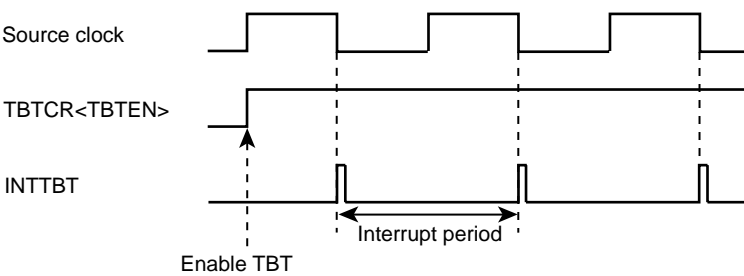 Source clock
TBTCR<TBTEN>
INTTBT
Interrupt period
Enable TBT